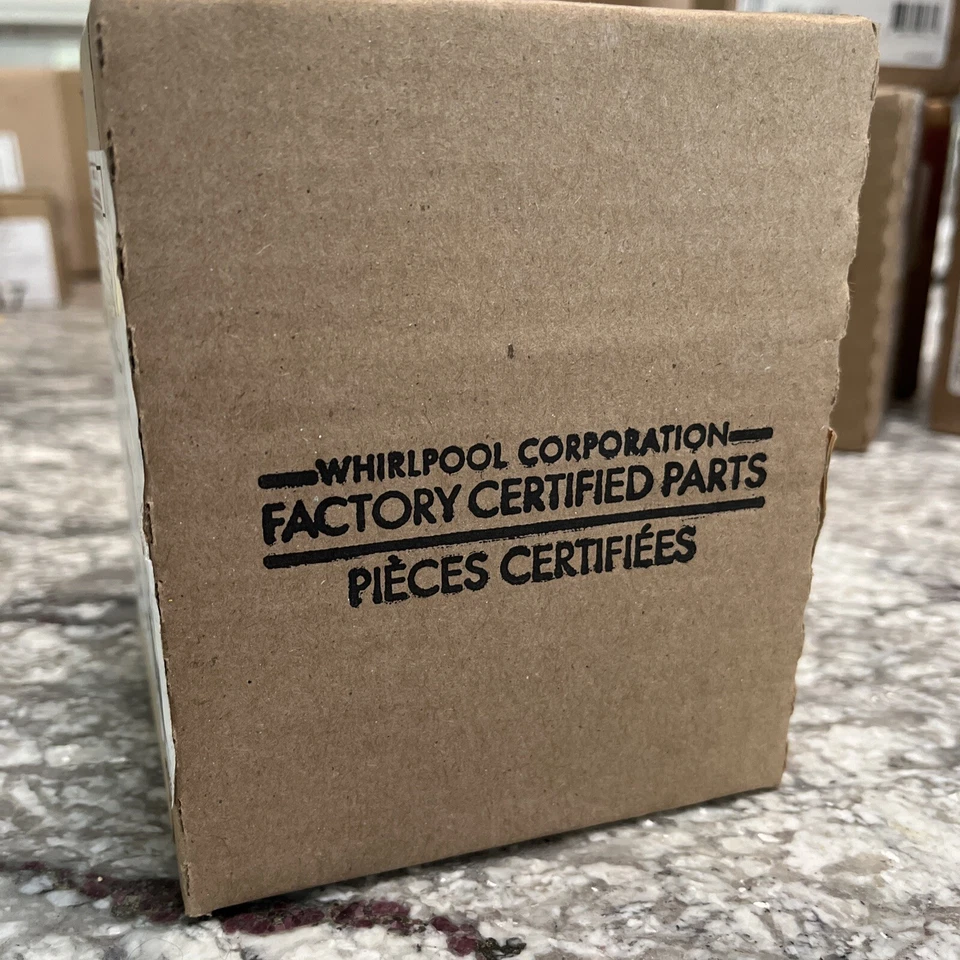 WHIRLPOOL CORPORATION
FACTORY CERTIFIED PARTS
PIÈCES CERTIFIÉES